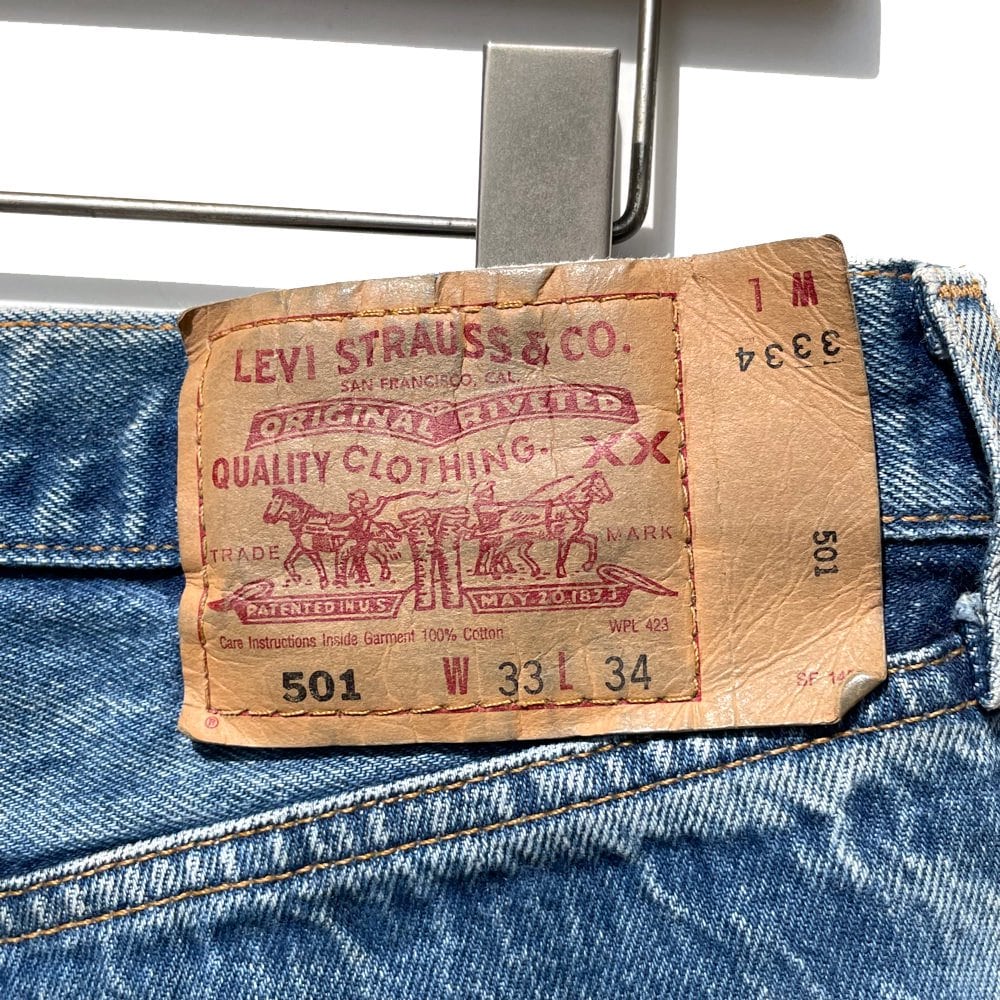 LEVI STRAUSS & CO.
SAN FRANCISCO, CAL.
ORIGINAL RIVETED
QUALITY CLOTHING. XX
TRADE MARK
PATENTED IN U.S. MAY 20 1873
Care Instructions Inside Garment 100% Cotton WPL 423
501 W 33 L 34
®
W L
3334
501
SF